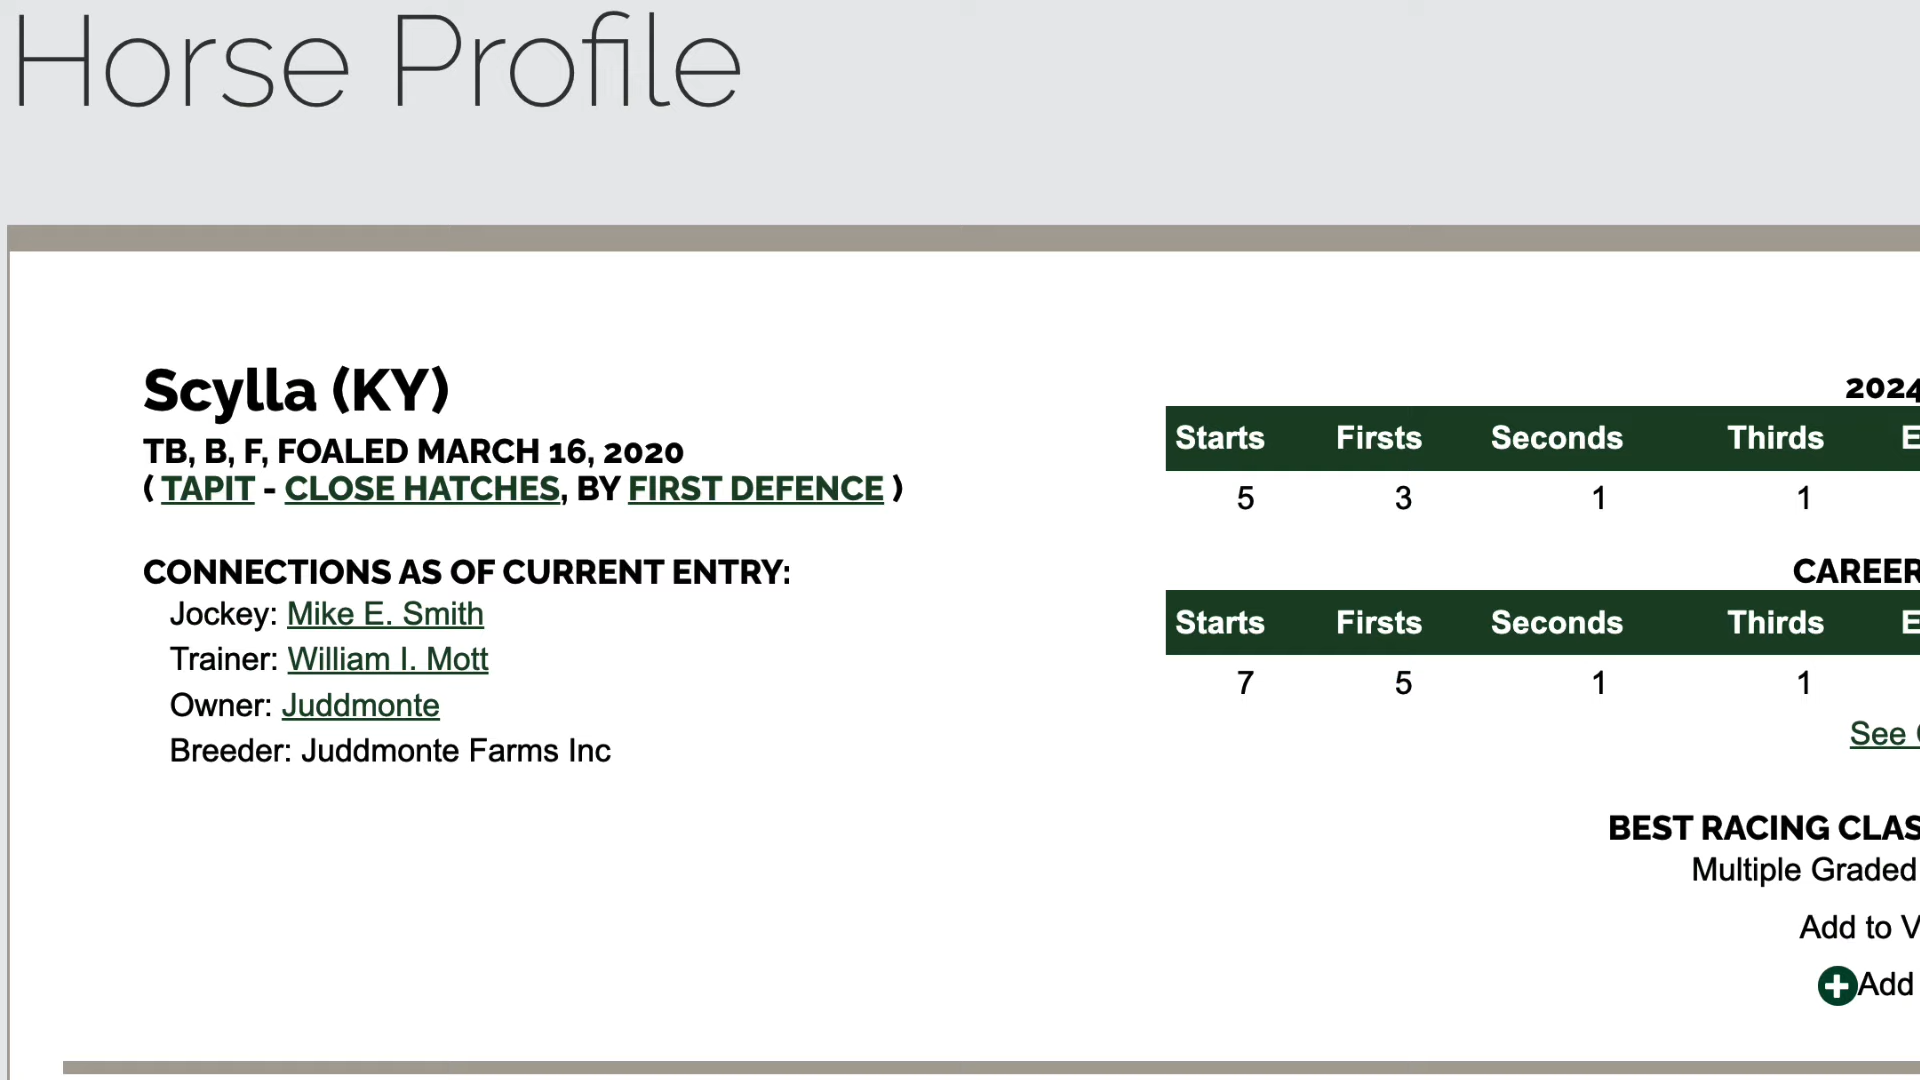 Horse Profile
Scylla (KY)
TB, B, F, FOALED MARCH 16, 2020
( TAPIT - CLOSE HATCHES, BY FIRST DEFENCE )
CONNECTIONS AS OF CURRENT ENTRY:
Jockey: Mike E. Smith
Trainer: William I. Mott
Owner: Juddmonte
Breeder: Juddmonte Farms Inc
2024
Starts Firsts Seconds Thirds
5 3 1 1
CAREER
Starts Firsts Seconds Thirds
7 5 1 1
See
BEST RACING CLAS
Multiple Graded
Add to V
Add